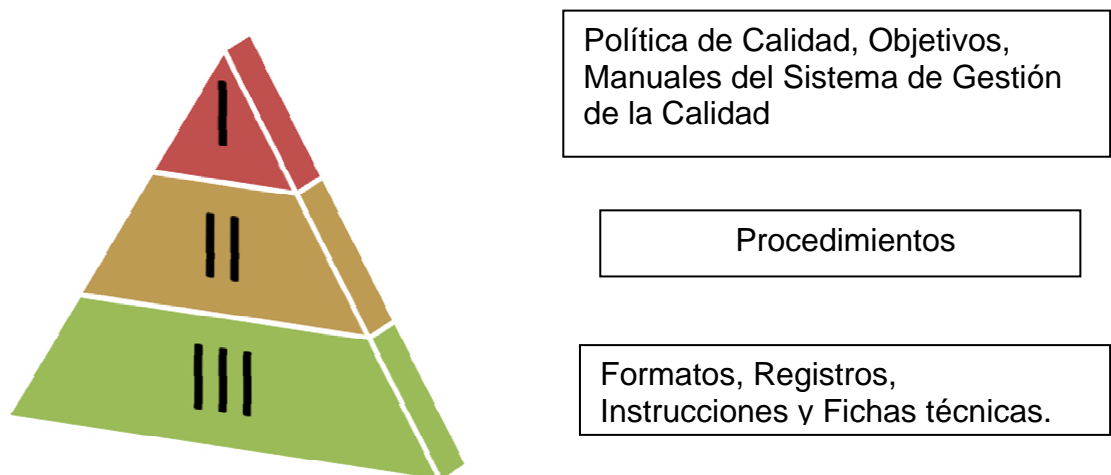 I
Política de Calidad, Objetivos,
Manuales del Sistema de Gestión
de la Calidad
II
Procedimientos
III
Formatos, Registros,
Instrucciones y Fichas técnicas.